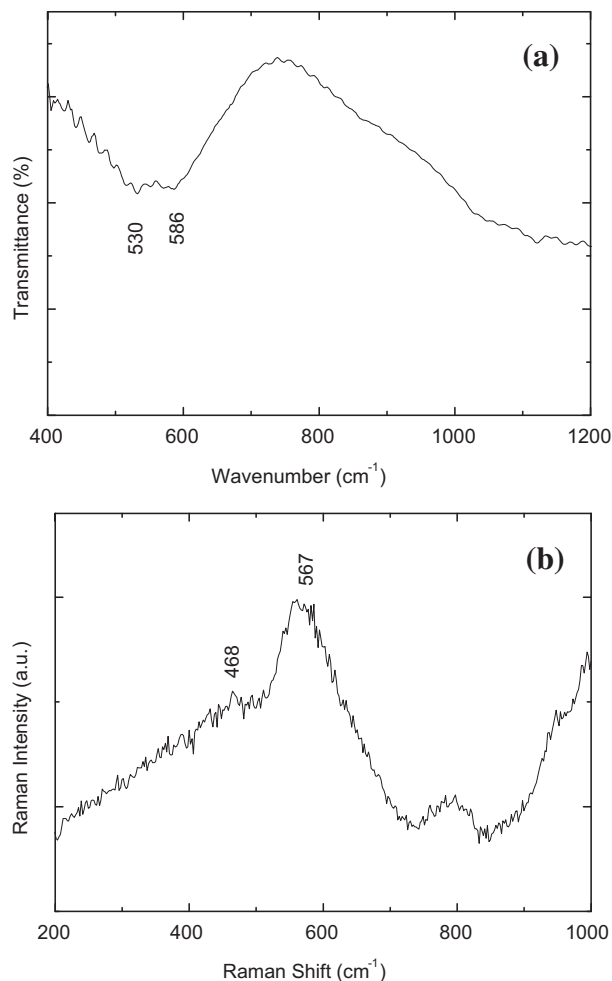 (a)
Transmittance (%)
530
586
400
600
800
1000
1200
Wavenumber (cm⁻¹)
(b)
Raman Intensity (a.u.)
468
567
200
400
600
800
1000
Raman Shift (cm⁻¹)